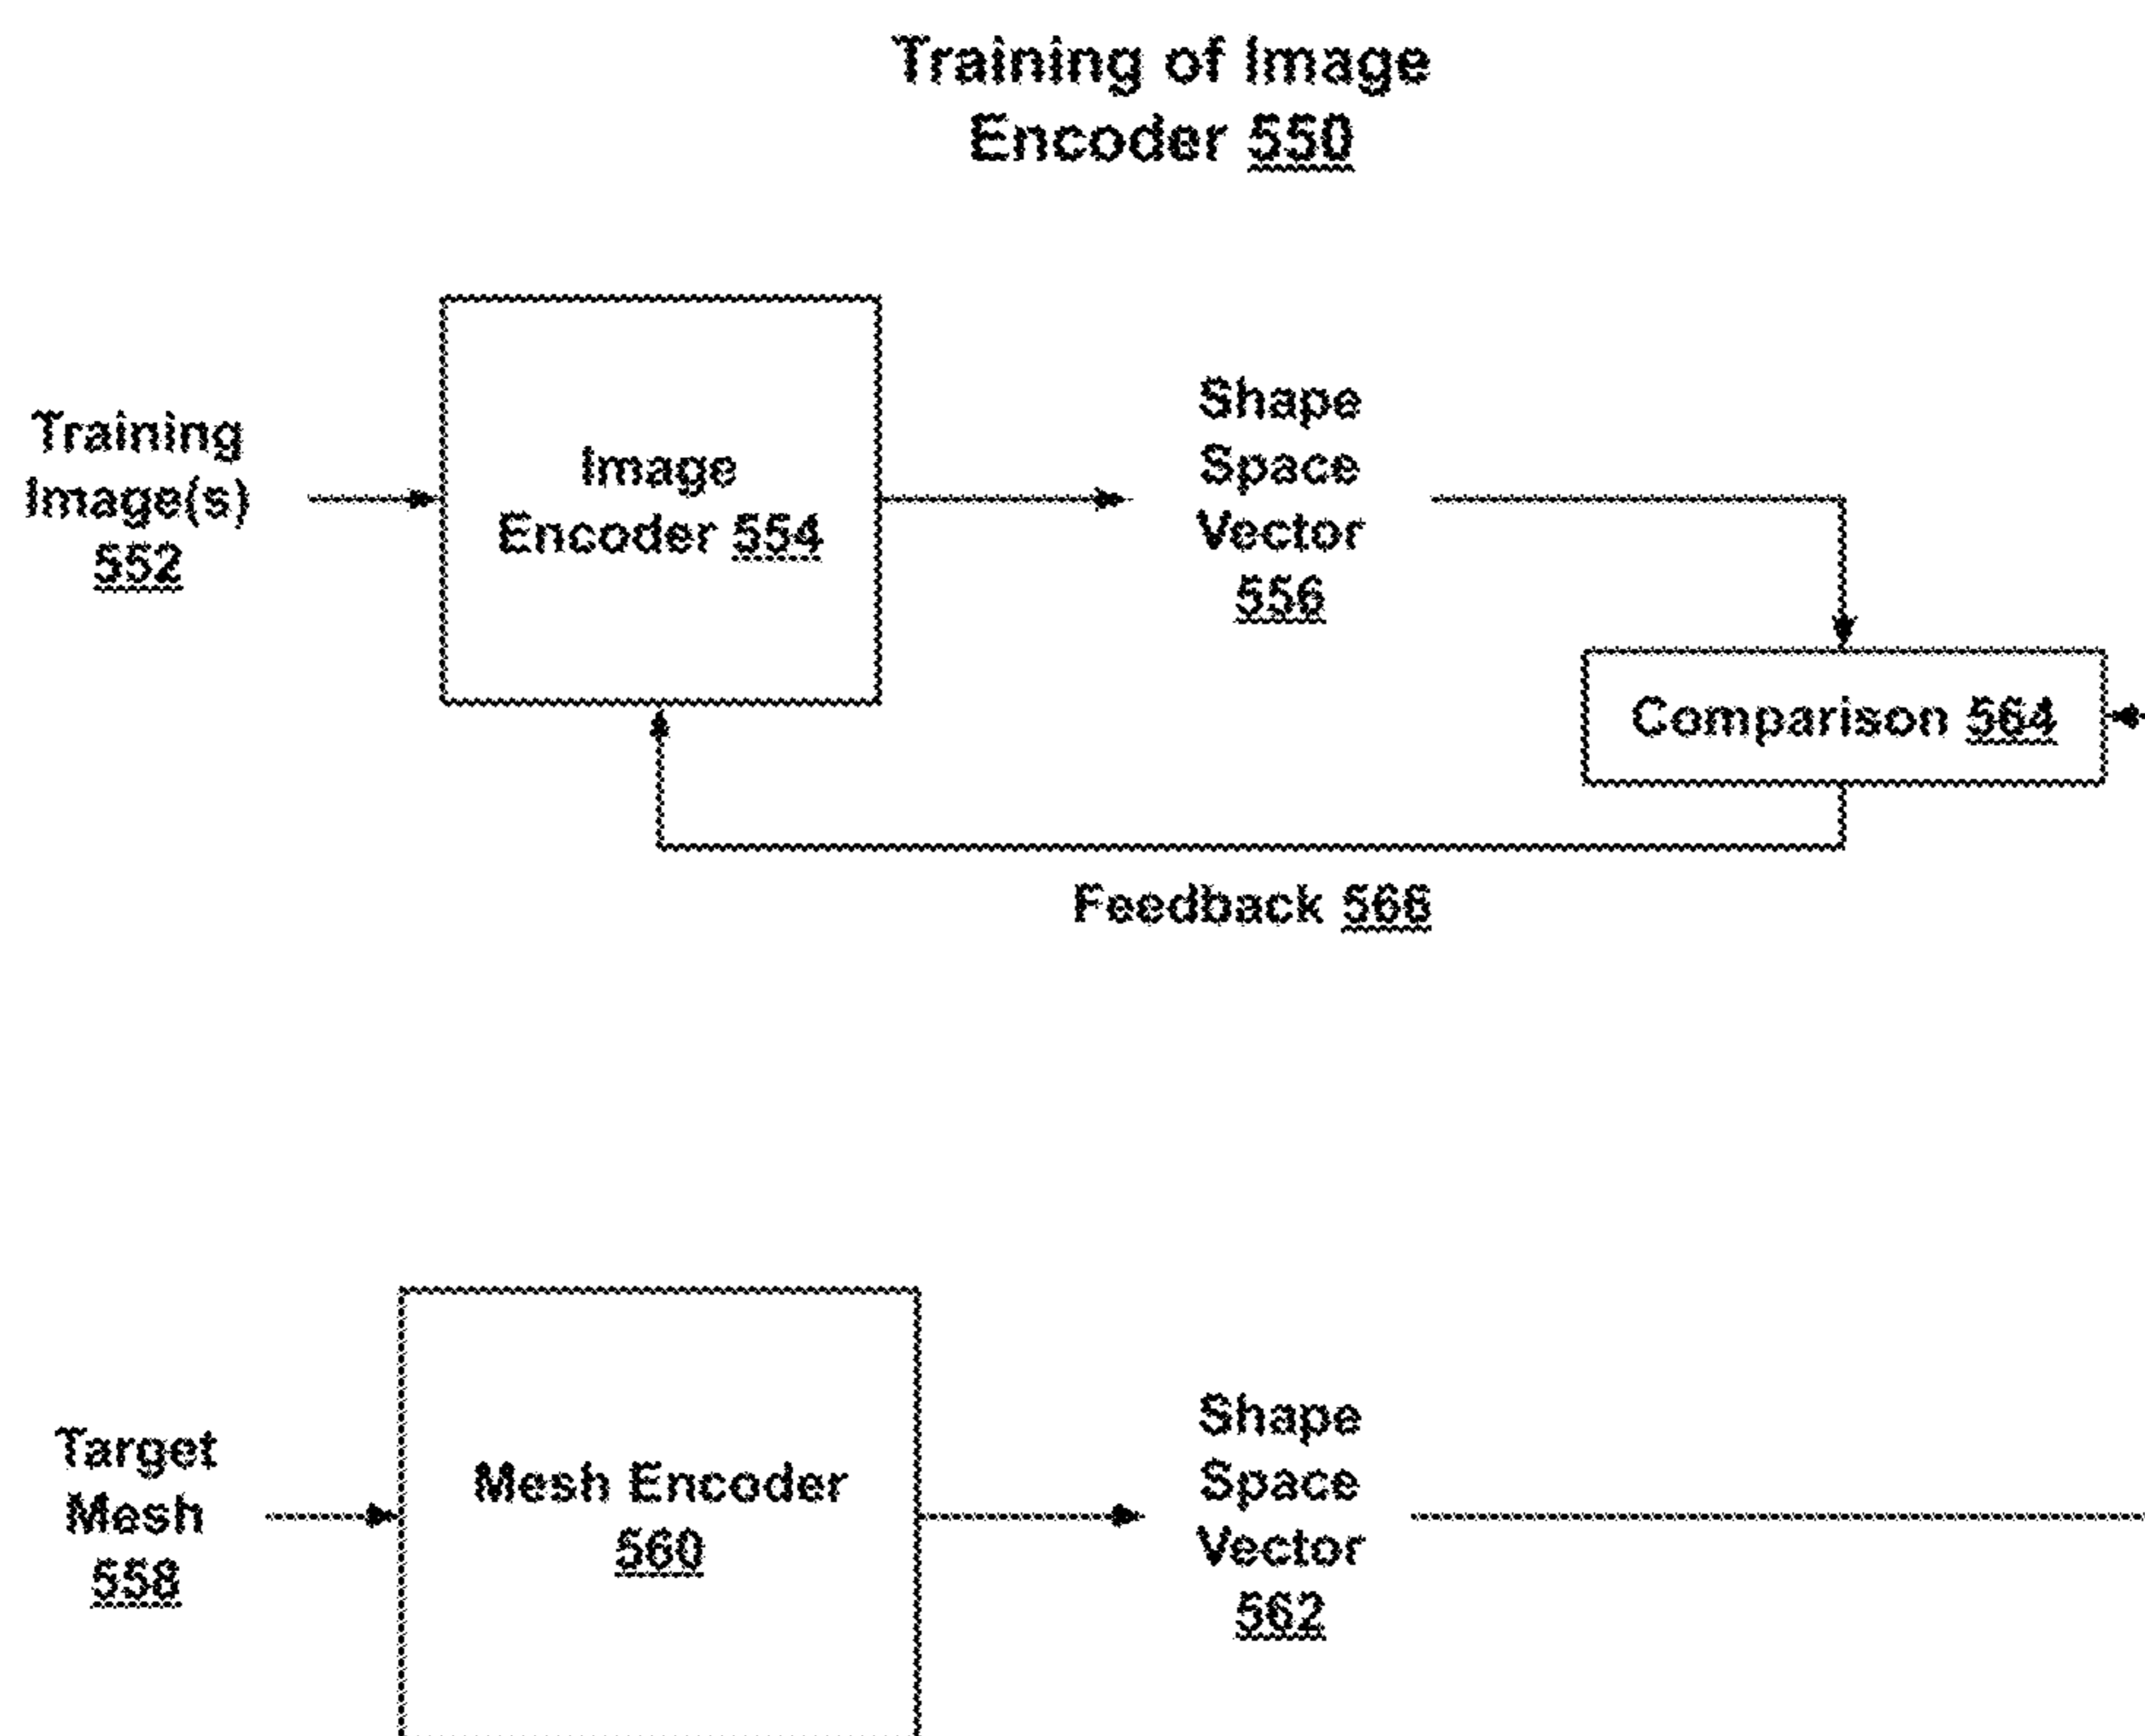 Training of Image
Encoder 550
Training
Image(s)
552
Image
Encoder 554
Shape
Space
Vector
556
Comparison 564
Feedback 566
Target
Mesh
558
Mesh Encoder
560
Shape
Space
Vector
562